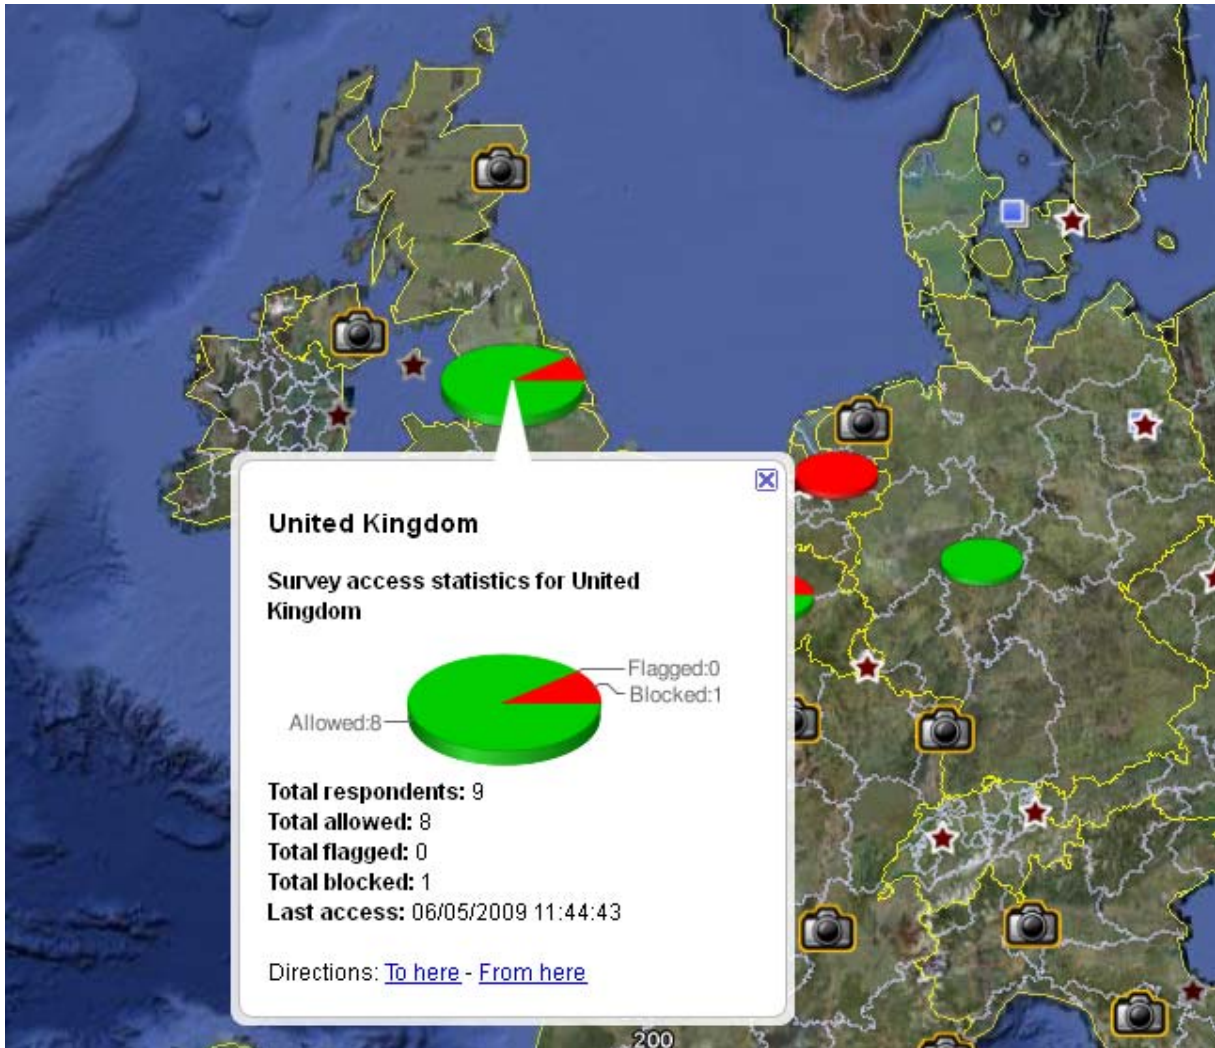 United Kingdom
Survey access statistics for United
Kingdom
Flagged:0
Blocked:1
Allowed:8
Total respondents: 9
Total allowed: 8
Total flagged: 0
Total blocked: 1
Last access: 06/05/2009 11:44:43
Directions: To here - From here
200